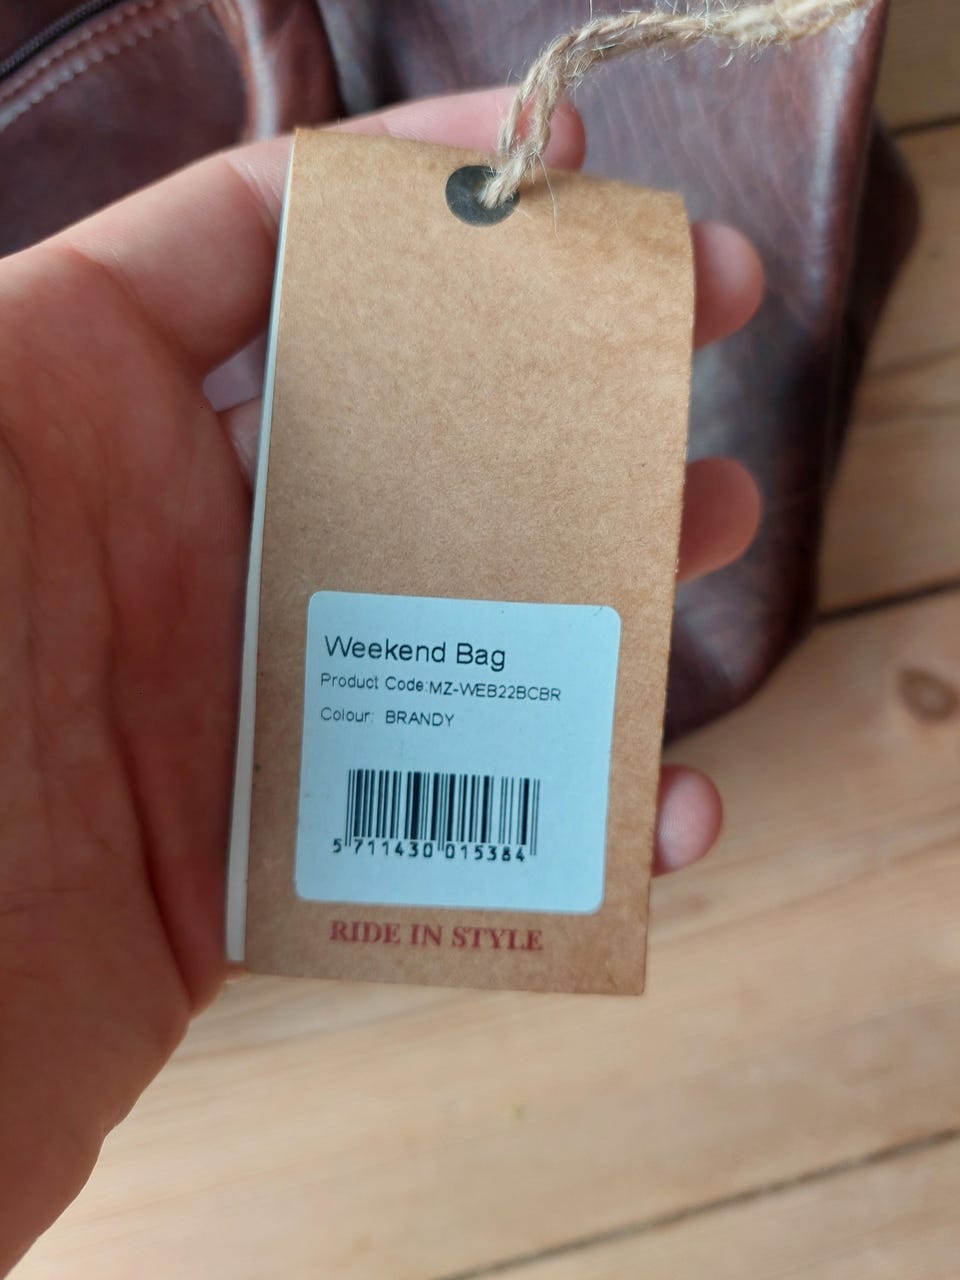 Weekend Bag
Product Code:MZ-WEB22BCBR
Colour: BRANDY
5 711430 015384
RIDE IN STYLE